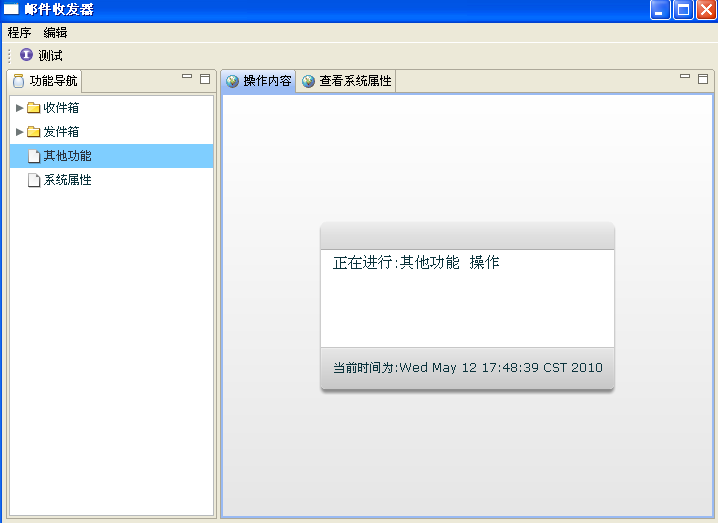 邮件收发器
程序 编辑
测试
功能导航
收件箱
发件箱
其他功能
系统属性
操作内容 查看系统属性
正在进行:其他功能 操作
当前时间为:Wed May 12 17:48:39 CST 2010